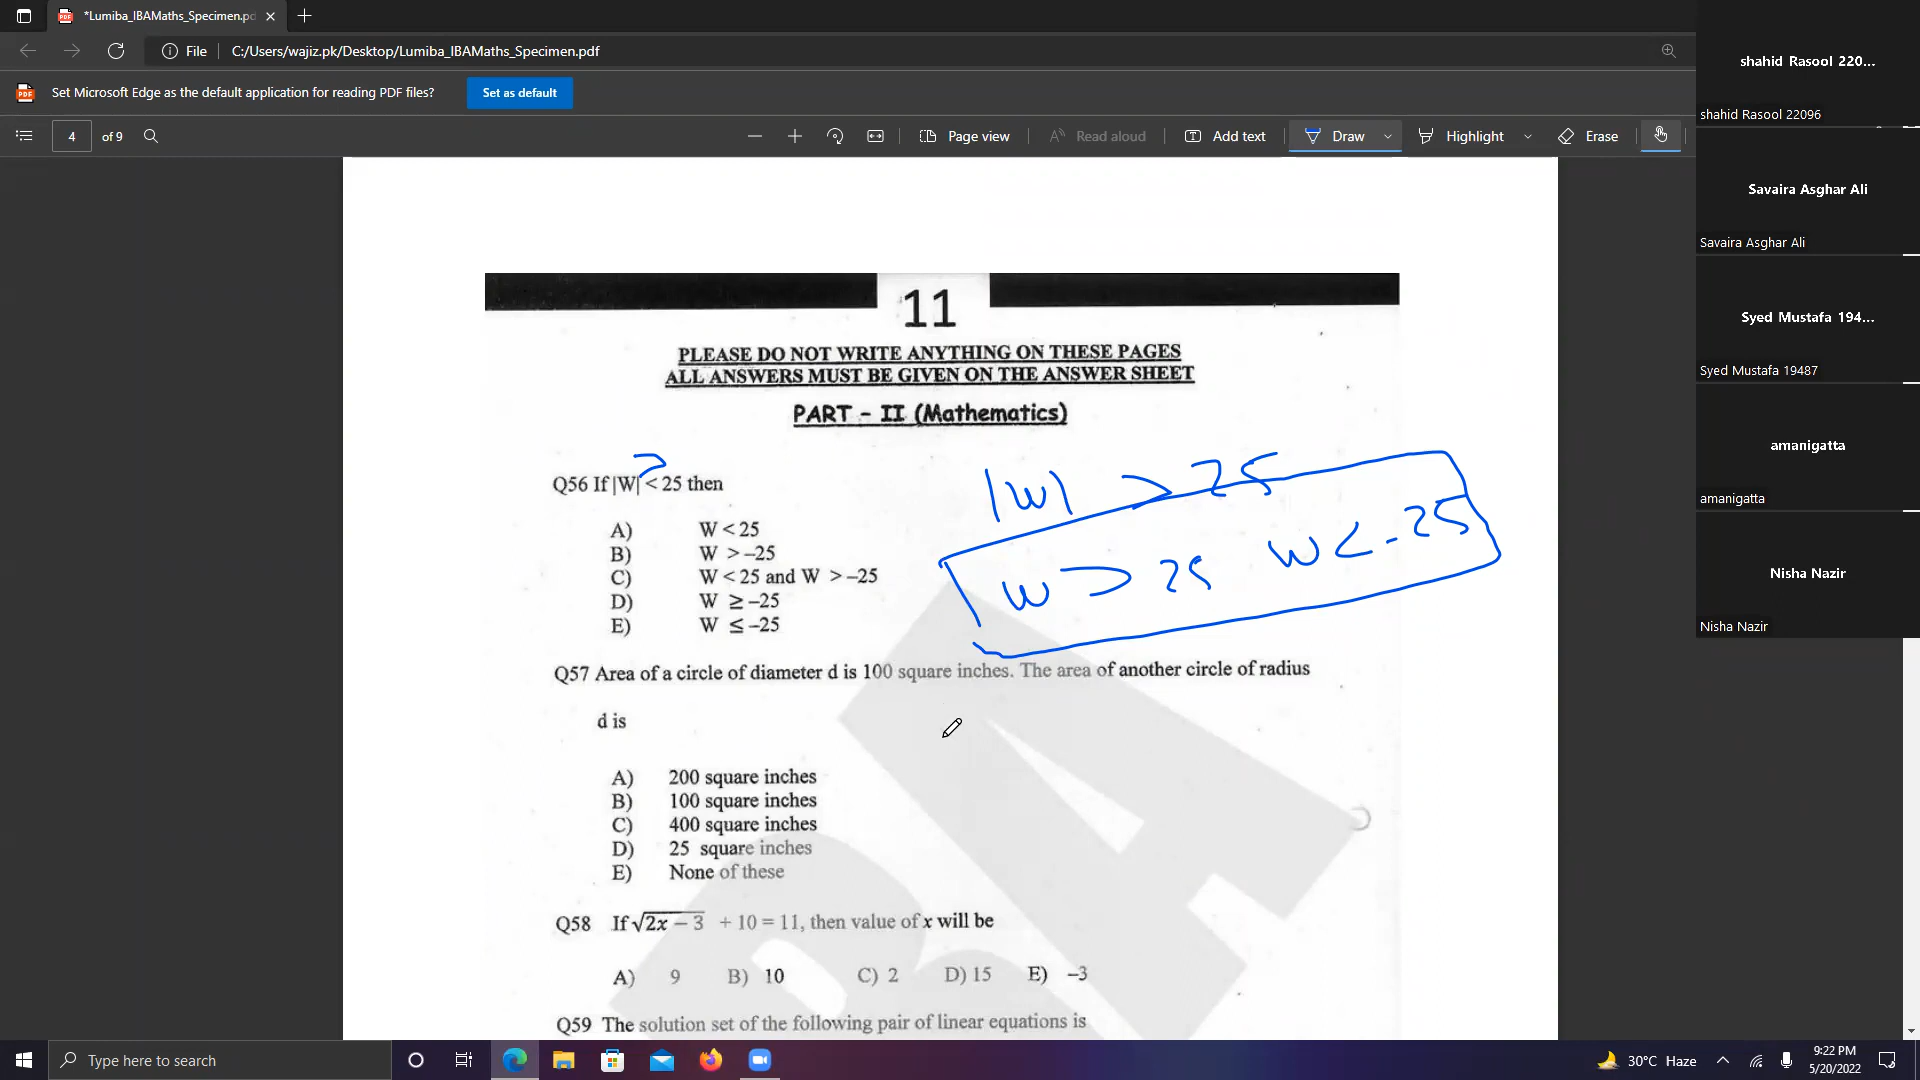 *Lumiba_IBAMaths_Specimen.pd
File C:/Users/wajiz.pk/Desktop/Lumiba_IBAMaths_Specimen.pdf
Set Microsoft Edge as the default application for reading PDF files? Set as default
4 of 9 Page view Read aloud Add text Draw Highlight Erase
11
PLEASE DO NOT WRITE ANYTHING ON THESE PAGES
ALL ANSWERS MUST BE GIVEN ON THE ANSWER SHEET
PART – II (Mathematics)
Q56 If |W| < 25 then
>
A) W < 25
B) W > –25
C) W < 25 and W > –25
D) W ≥ –25
E) W ≤ –25
|W| > 25
W > 25 W < -25
Q57 Area of a circle of diameter d is 100 square inches. The area of another circle of radius
d is
A) 200 square inches
B) 100 square inches
C) 400 square inches
D) 25 square inches
E) None of these
Q58 If √2x – 3 + 10 = 11, then value of x will be
A) 9 B) 10 C) 2 D) 15 E) –3
Q59 The solution set of the following pair of linear equations is
shahid Rasool 220...
shahid Rasool 22096
Savaira Asghar Ali
Savaira Asghar Ali
Syed Mustafa 194...
Syed Mustafa 19487
amanigatta
amanigatta
Nisha Nazir
Nisha Nazir
Type here to search
30°C Haze
9:22 PM
5/20/2022